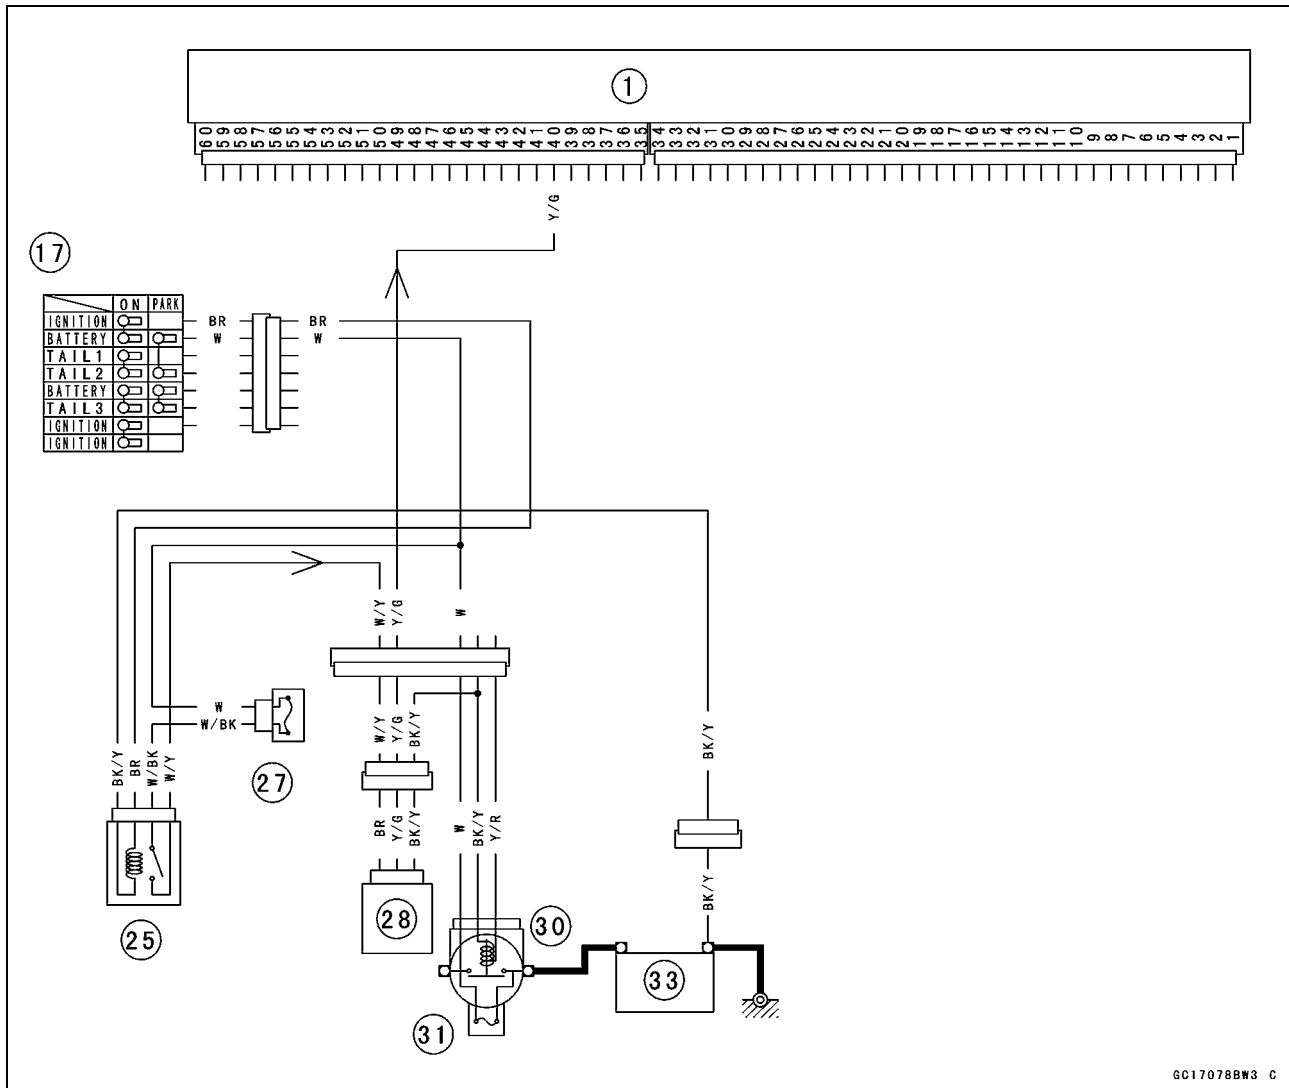 1
60 59 58 57 56 55 54 53 52 51 50 49 48 47 46 45 44 43 42 41 40 39 38 37 36 35 34 33 32 31 30 29 28 27 26 25 24 23 22 21 20 19 18 17 16 15 14 13 12 11 10 9 8 7 6 5 4 3 2 1
Y/G
17
ON PARK
IGNITION
BATTERY
TAIL1
TAIL2
BATTERY
TAIL3
IGNITION
IGNITION
BR BR
W W
W/Y Y/G W
W
W/BK
27
W/Y Y/G BK/Y
BK/Y
BK/Y BR W/BK W/Y
BR Y/G BK/Y W BK/Y Y/R
BK/Y
25
28
30
33
31
GC17078BW3 C